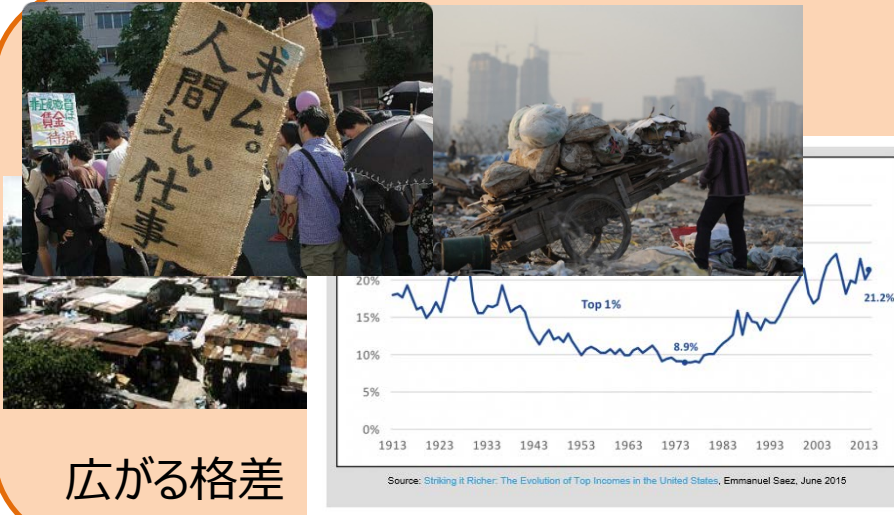 求ム。
人間らしい仕事
賃金
待遇
20%
15%
10%
5%
0%
Top 1%
8.9%
21.2%
1913 1923 1933 1943 1953 1963 1973 1983 1993 2003 2013
Source: Striking it Richer: The Evolution of Top Incomes in the United States, Emmanuel Saez, June 2015
広がる格差